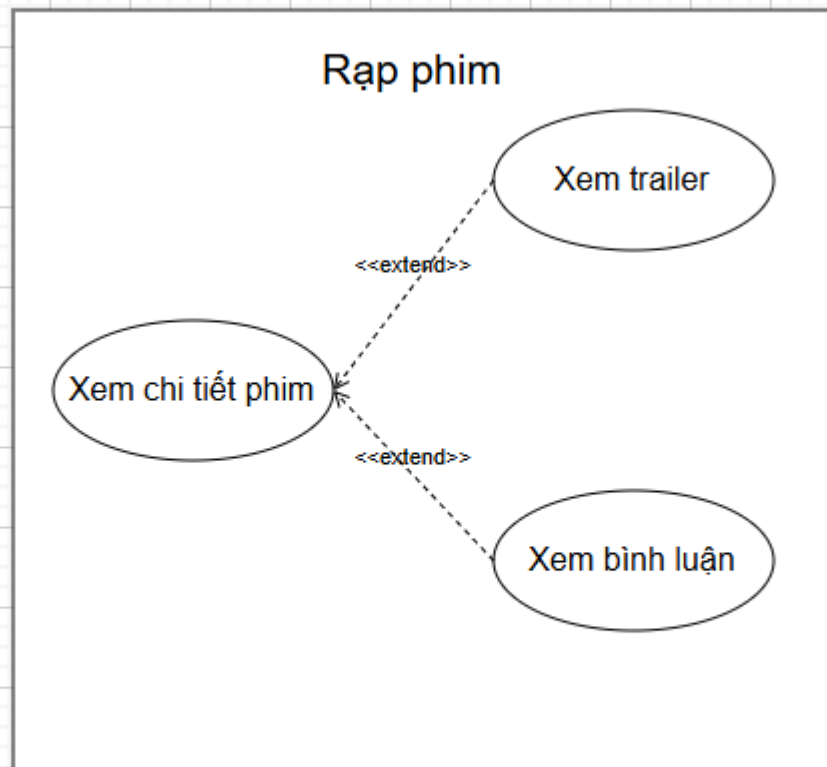 Rạp phim
Xem trailer
<<extend>>
Xem chi tiết phim
<<extend>>
Xem bình luận